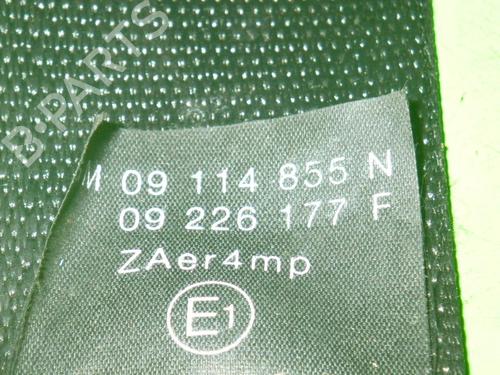 B-PARTS
M 09 114 855 N
09 226 177 F
ZAer4mp
E1